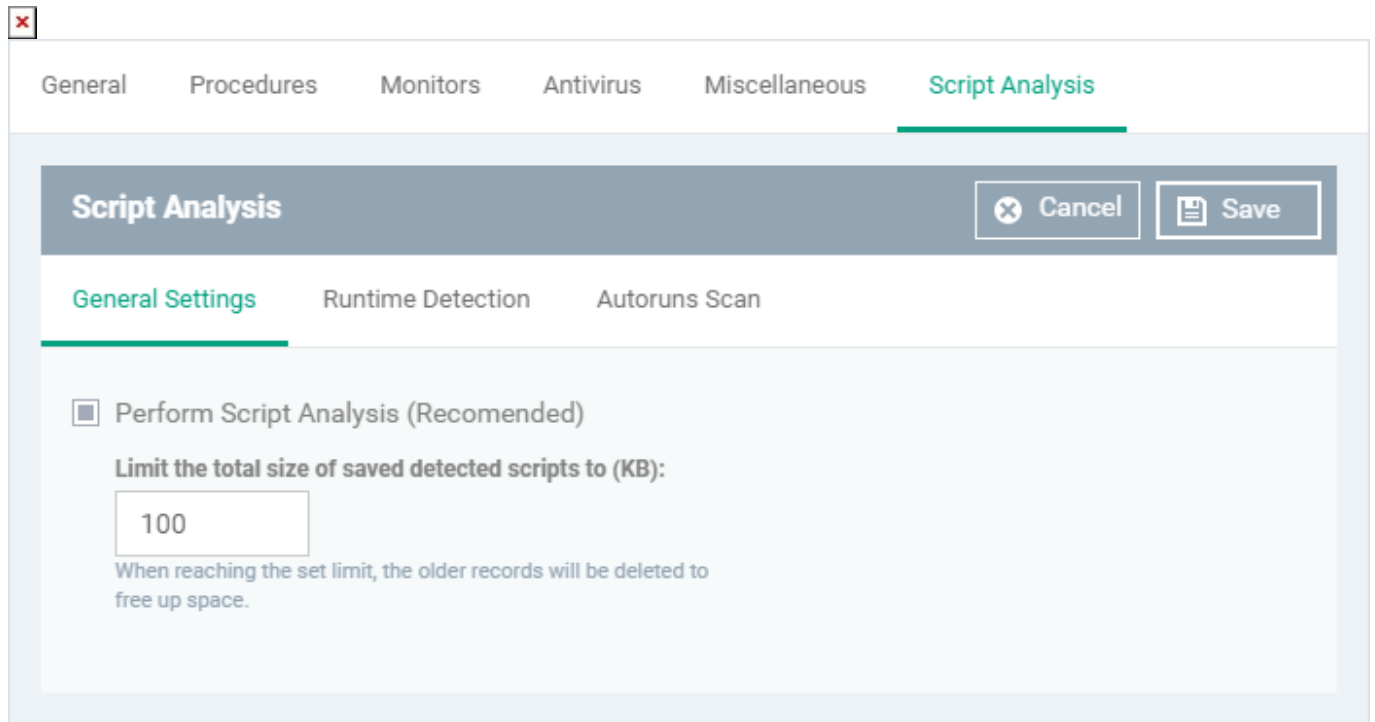 General Procedures Monitors Antivirus Miscellaneous Script Analysis
Script Analysis Cancel Save
General Settings Runtime Detection Autoruns Scan
Perform Script Analysis (Recomended)
Limit the total size of saved detected scripts to (KB):
100
When reaching the set limit, the older records will be deleted to
free up space.